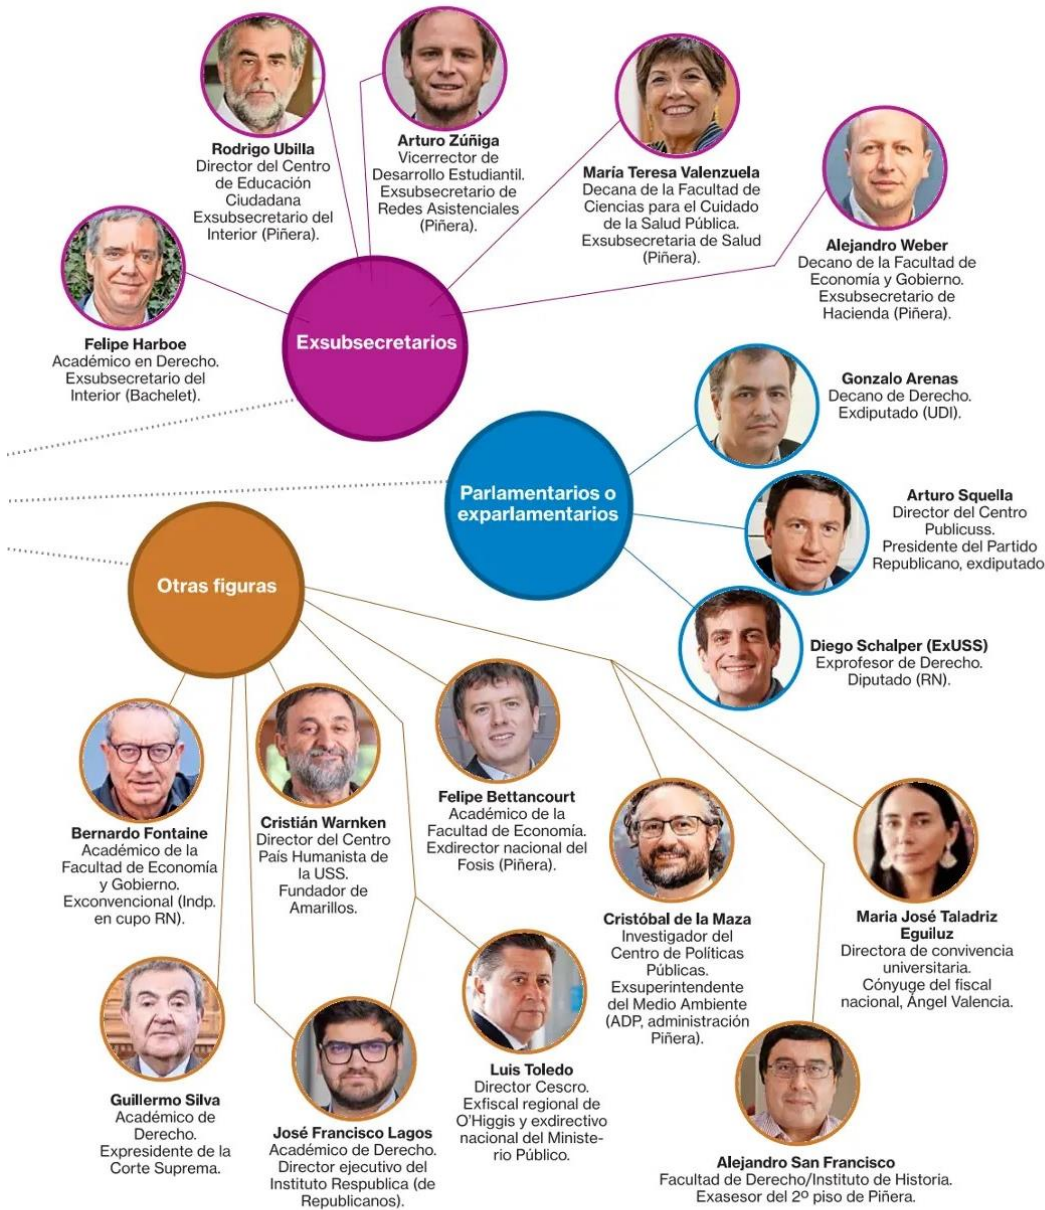 Rodrigo Ubilla
Director del Centro
de Educación
Ciudadana
Exsubsecretario del
Interior (Piñera).
Arturo Zúñiga
Vicerrector de
Desarrollo Estudiantil.
Exsubsecretario de
Redes Asistenciales
(Piñera).
María Teresa Valenzuela
Decana de la Facultad de
Ciencias para el Cuidado
de la Salud Pública.
Exsubsecretaria de Salud
(Piñera).
Alejandro Weber
Decano de la Facultad de
Economía y Gobierno.
Exsubsecretario de
Hacienda (Piñera).
Felipe Harboe
Académico en Derecho.
Exsubsecretario del
Interior (Bachelet).
Exsubsecretarios
Gonzalo Arenas
Decano de Derecho.
Exdiputado (UDI).
Parlamentarios o
exparlamentarios
Arturo Squella
Director del Centro
Publicuss.
Presidente del Partido
Republicano, exdiputado
Diego Schalper (ExUSS)
Exprofesor de Derecho.
Diputado (RN).
Otras figuras
Bernardo Fontaine
Académico de la
Facultad de Economía
y Gobierno.
Exconvencional (Indp.
en cupo RN).
Cristián Warnken
Director del Centro
País Humanista de
la USS.
Fundador de
Amarillos.
Felipe Bettancourt
Académico de la
Facultad de Economía.
Exdirector nacional del
Fosis (Piñera).
Cristóbal de la Maza
Investigador del
Centro de Políticas
Públicas.
Exsuperintendente
del Medio Ambiente
(ADP, administración
Piñera).
Maria José Taladriz
Eguiluz
Directora de convivencia
universitaria.
Cónyuge del fiscal
nacional, Ángel Valencia.
Guillermo Silva
Académico de
Derecho.
Expresidente de la
Corte Suprema.
José Francisco Lagos
Académico de Derecho.
Director ejecutivo del
Instituto Respublica (de
Republicanos).
Luis Toledo
Director Cescro.
Exfiscal regional de
O'Higgis y exdirectivo
nacional del Ministe-
rio Público.
Alejandro San Francisco
Facultad de Derecho/Instituto de Historia.
Exasesor del 2º piso de Piñera.